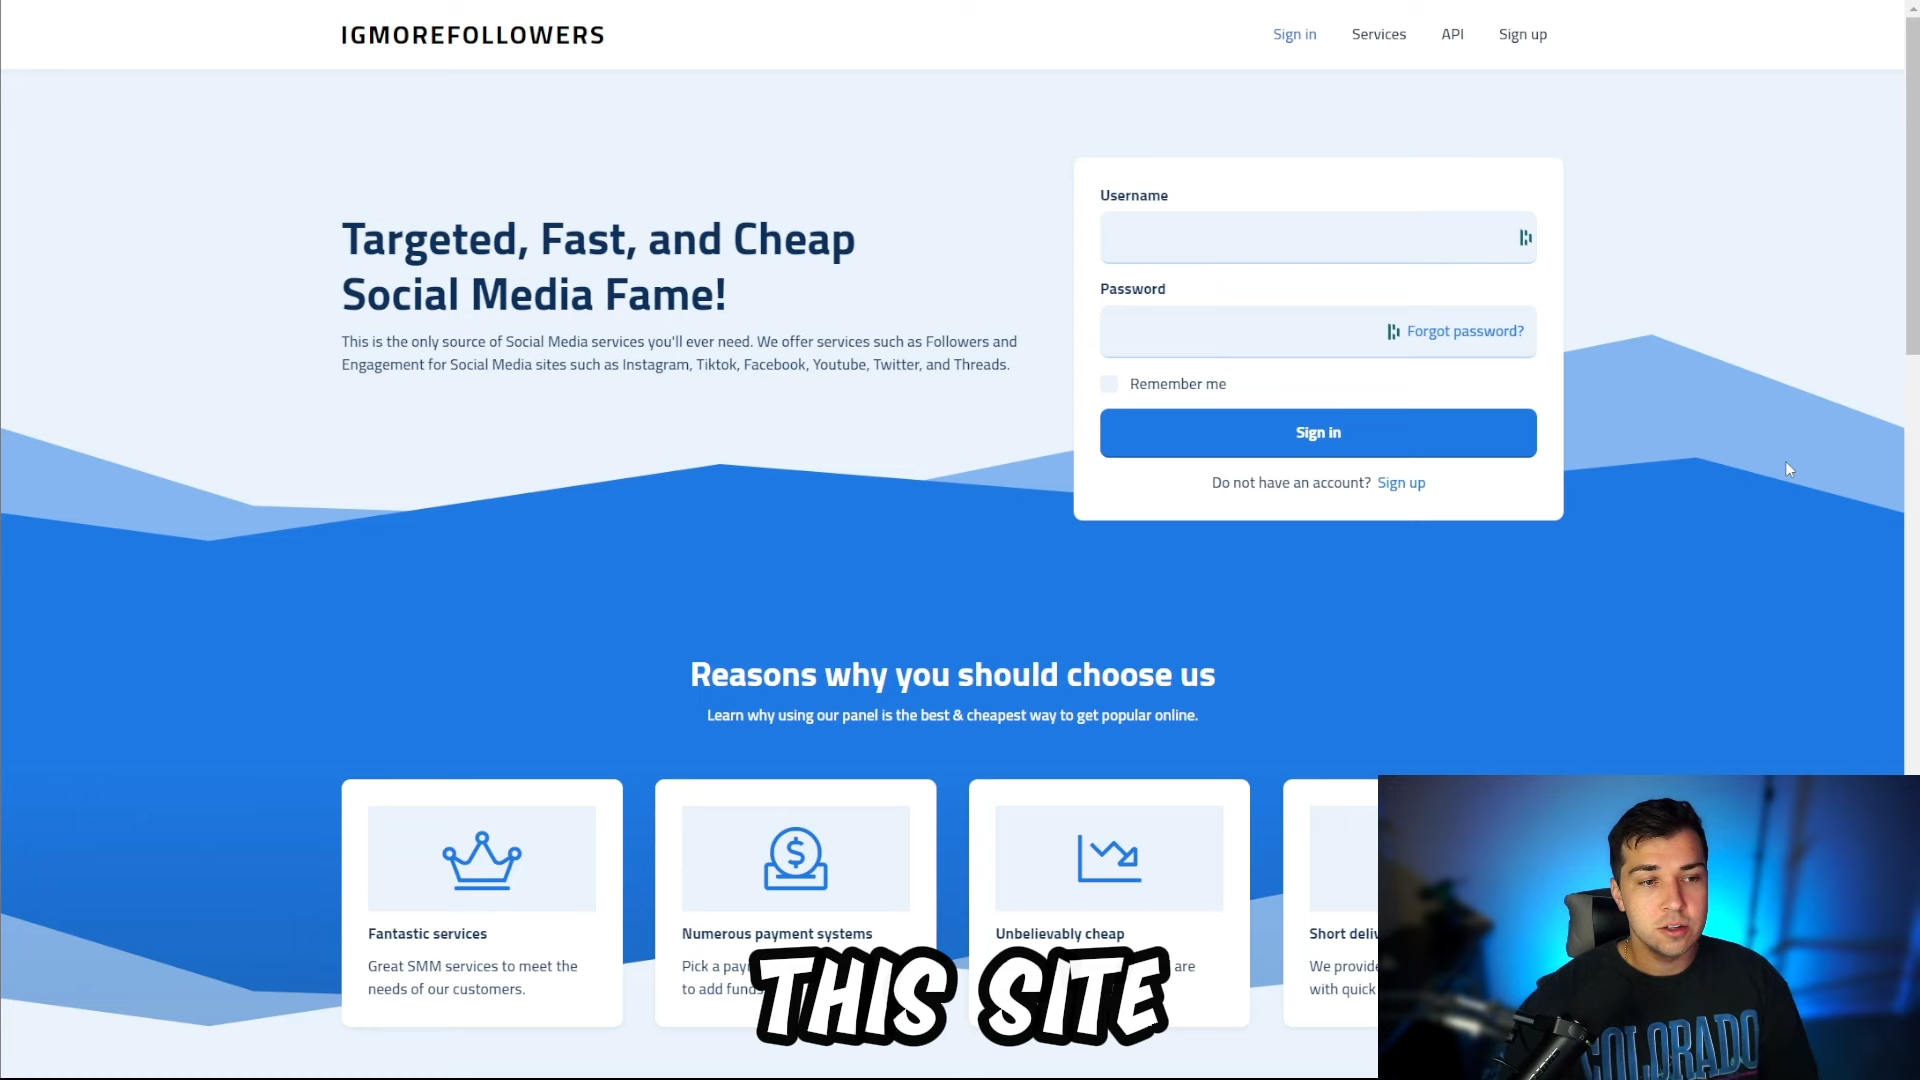 IGMOREFOLLOWERS
Sign in
Services
API
Sign up
Targeted, Fast, and Cheap
Social Media Fame!
This is the only source of Social Media services you'll ever need. We offer services such as Followers and
Engagement for Social Media sites such as Instagram, Tiktok, Facebook, Youtube, Twitter, and Threads.
Username
Password
Forgot password?
Remember me
Sign in
Do not have an account? Sign up
Reasons why you should choose us
Learn why using our panel is the best & cheapest way to get popular online.
Fantastic services
Great SMM services to meet the
needs of our customers.
Numerous payment systems
Pick a
to add
Unbelievably cheap
are
Short
We provide
with quick
THIS SITE
COLORADO